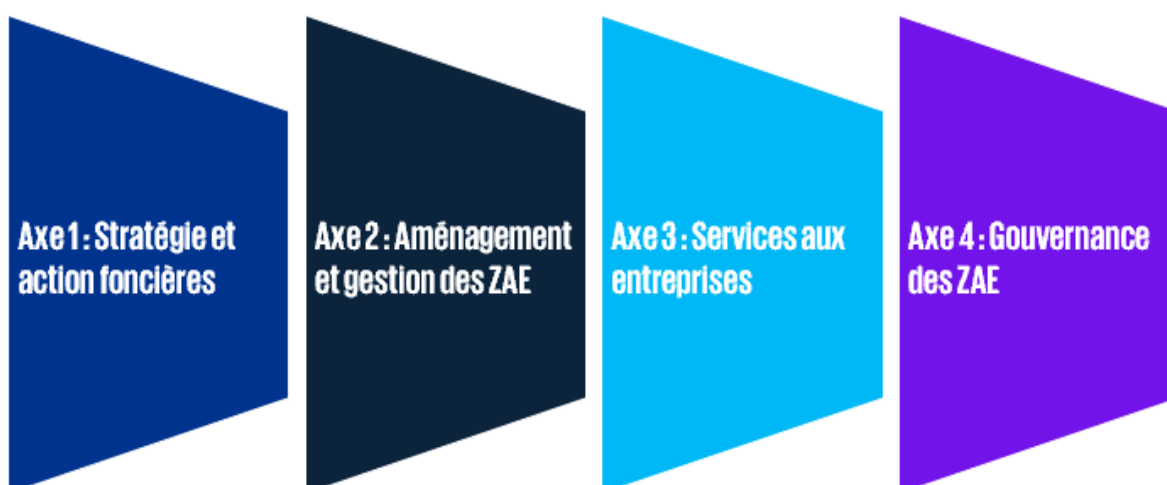 Axe 1 : Stratégie et
action foncières
Axe 2 : Aménagement
et gestion des ZAE
Axe 3 : Services aux
entreprises
Axe 4 : Gouvernance
des ZAE